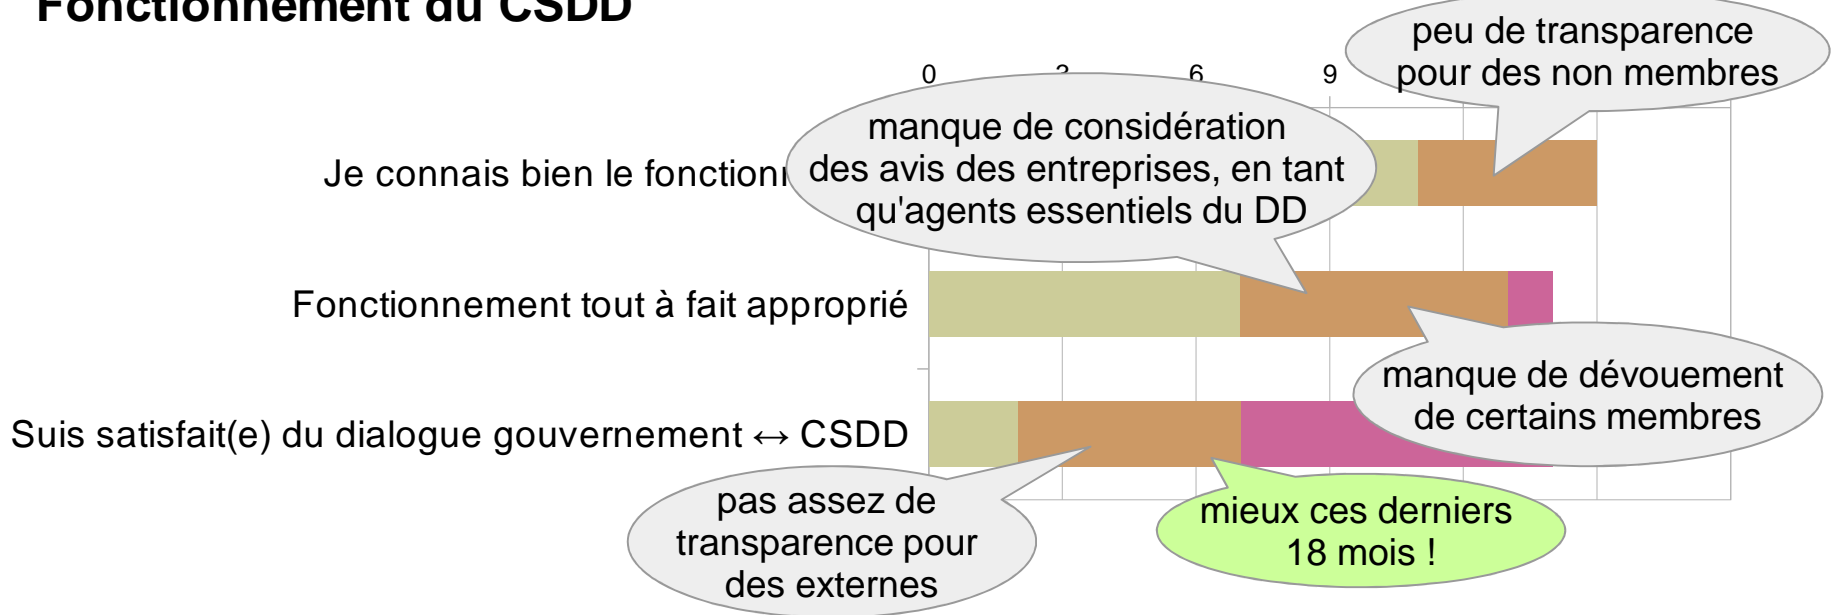 Fonctionnement du CSDD
0 3 6 9
peu de transparence
pour des non membres
manque de considération
des avis des entreprises, en tant
qu'agents essentiels du DD
Je connais bien le
Fonctionnement tout à fait approprié
manque de dévouement
de certains membres
Suis satisfait(e) du dialogue gouvernement ↔ CSDD
pas assez de
transparence pour
des externes
mieux ces derniers
18 mois !